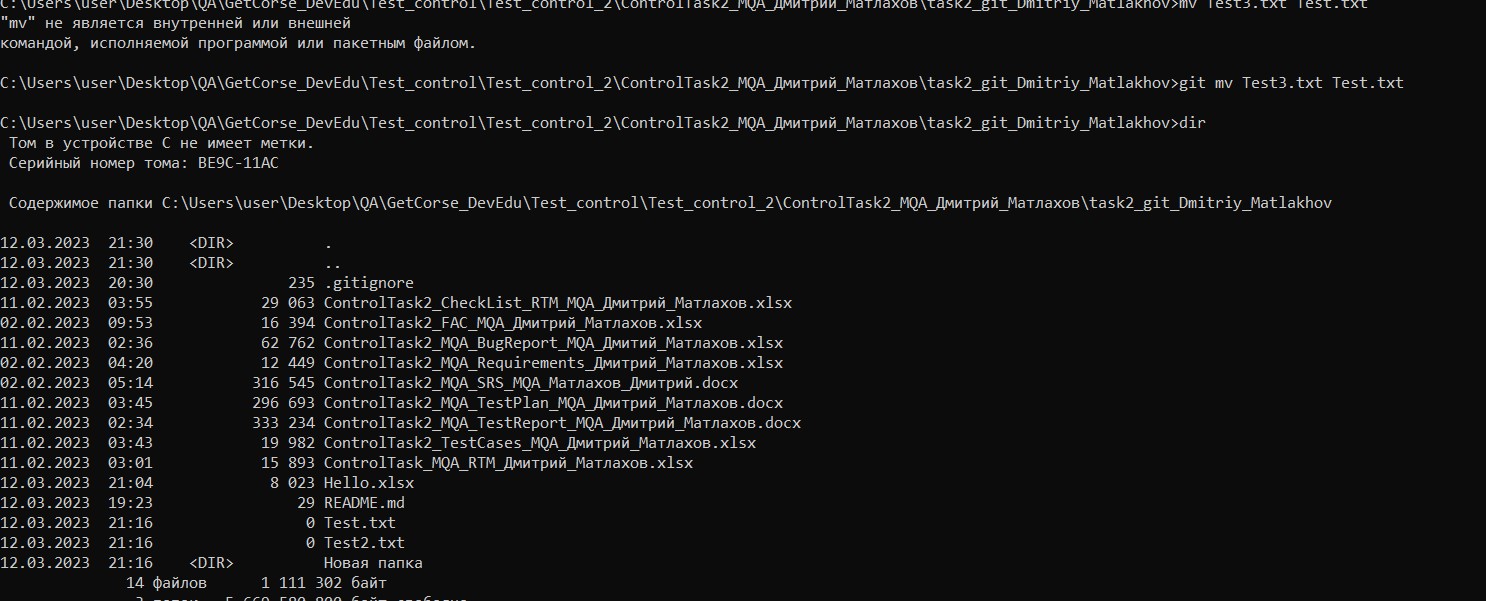 C:\Users\user\Desktop\QA\GetCorse_DevEdu\Test_control\Test_control_2\ControlTask2_MQA_Дмитрий_Матлахов\task2_git_Dmitriy_Matlakhov>mv Test3.txt Test.txt
"mv" не является внутренней или внешней
командой, исполняемой программой или пакетным файлом.
C:\Users\user\Desktop\QA\GetCorse_DevEdu\Test_control\Test_control_2\ControlTask2_MQA_Дмитрий_Матлахов\task2_git_Dmitriy_Matlakhov>git mv Test3.txt Test.txt
C:\Users\user\Desktop\QA\GetCorse_DevEdu\Test_control\Test_control_2\ControlTask2_MQA_Дмитрий_Матлахов\task2_git_Dmitriy_Matlakhov>dir
Том в устройстве C не имеет метки.
Серийный номер тома: BE9C-11AC
Содержимое папки C:\Users\user\Desktop\QA\GetCorse_DevEdu\Test_control\Test_control_2\ControlTask2_MQA_Дмитрий_Матлахов\task2_git_Dmitriy_Matlakhov
12.03.2023  21:30    <DIR>          .
12.03.2023  21:30    <DIR>          ..
12.03.2023  20:30               235 .gitignore
11.02.2023  03:55            29 063 ControlTask2_CheckList_RTM_MQA_Дмитрий_Матлахов.xlsx
02.02.2023  09:53            16 394 ControlTask2_FAC_MQA_Дмитрий_Матлахов.xlsx
11.02.2023  02:36            62 762 ControlTask2_MQA_BugReport_MQA_Дмитий_Матлахов.xlsx
02.02.2023  04:20            12 449 ControlTask2_MQA_Requirements_Дмитрий_Матлахов.xlsx
02.02.2023  05:14           316 545 ControlTask2_MQA_SRS_MQA_Матлахов_Дмитрий.docx
11.02.2023  03:45           296 693 ControlTask2_MQA_TestPlan_MQA_Дмитрий_Матлахов.docx
11.02.2023  02:34           333 234 ControlTask2_MQA_TestReport_MQA_Дмитрий_Матлахов.docx
11.02.2023  03:43            19 982 ControlTask2_TestCases_MQA_Дмитрий_Матлахов.xlsx
11.02.2023  03:01            15 893 ControlTask_MQA_RTM_Дмитрий_Матлахов.xlsx
12.03.2023  21:04             8 023 Hello.xlsx
12.03.2023  19:23                29 README.md
12.03.2023  21:16                 0 Test.txt
12.03.2023  21:16                 0 Test2.txt
12.03.2023  21:16    <DIR>          Новая папка
14 файлов      1 111 302 байт